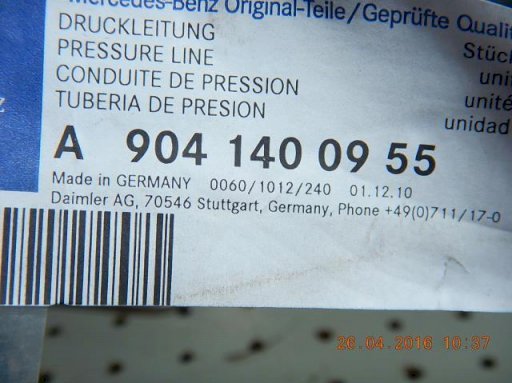 Mercedes-Benz Original-Teile/Geprüfte Quali
DRUCKLEITUNG
Stüc
PRESSURE LINE
uni
CONDUITE DE PRESSION
unité
TUBERIA DE PRESION
unidad
A 904 140 09 55
Made in GERMANY 0060/1012/240 01.12.10
Daimler AG, 70546 Stuttgart, Germany, Phone +49(0)711/17-0
z
26.04.2016 10:37